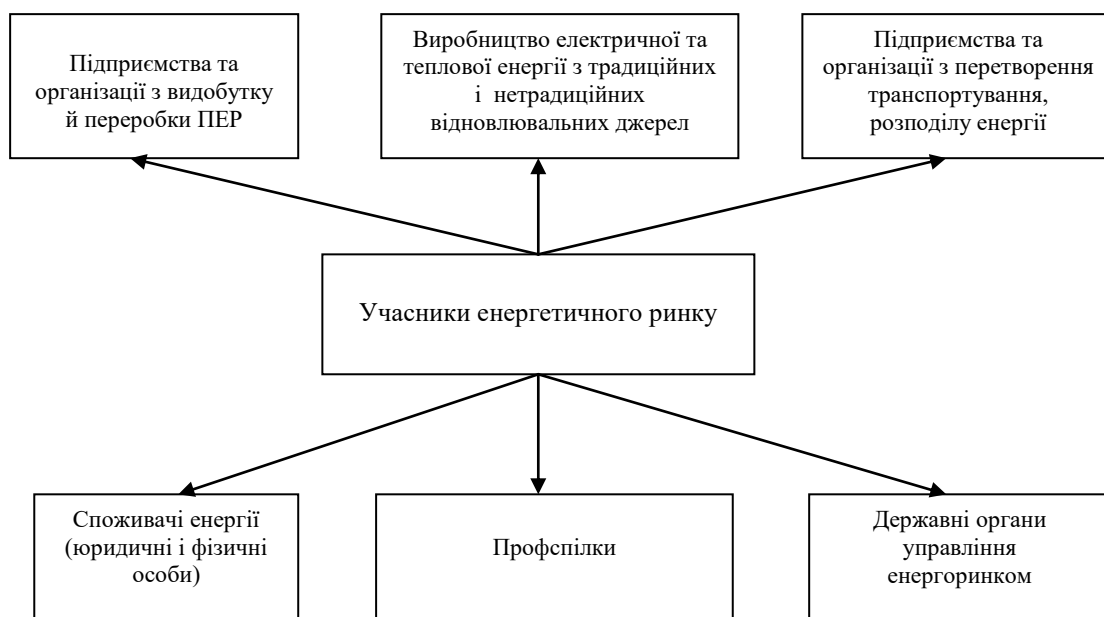 Підприємства та
організації з видобутку
й переробки ПЕР
Виробництво електричної та
теплової енергії з традиційних
і нетрадиційних
відновлювальних джерел
Підприємства та
організації з перетворення
транспортування,
розподілу енергії
Учасники енергетичного ринку
Споживачі енергії
(юридичні і фізичні
особи)
Профспілки
Державні органи
управління
енергоринком